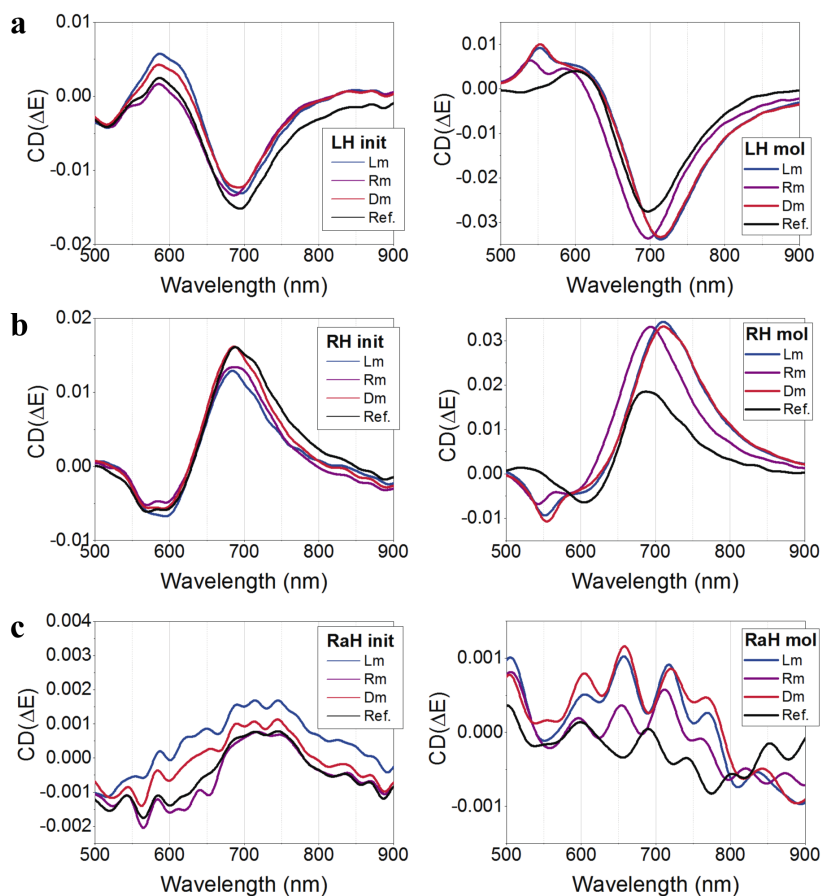 a
0.01
0.00
-0.01
-0.02
CD(ΔE)
500 600 700 800 900
Wavelength (nm)
LH init
Lm
Rm
Dm
Ref.
0.01
0.00
-0.01
-0.02
-0.03
CD(ΔE)
500 600 700 800 900
Wavelength (nm)
LH mol
Lm
Rm
Dm
Ref.
b
0.02
0.01
0.00
-0.01
CD(ΔE)
500 600 700 800 900
Wavelength (nm)
RH init
Lm
Rm
Dm
Ref.
0.03
0.02
0.01
0.00
-0.01
CD(ΔE)
500 600 700 800 900
Wavelength (nm)
RH mol
Lm
Rm
Dm
Ref.
c
0.004
0.003
0.002
0.001
0.000
-0.001
-0.002
CD(ΔE)
500 600 700 800 900
Wavelength (nm)
RaH init
Lm
Rm
Dm
Ref.
0.001
0.000
-0.001
CD(ΔE)
500 600 700 800 900
Wavelength (nm)
RaH mol
Lm
Rm
Dm
Ref.